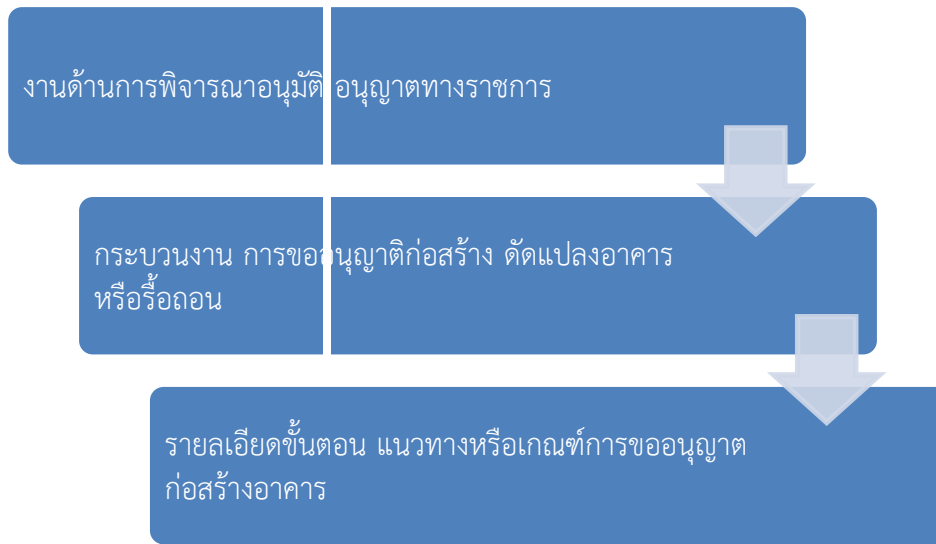 งานด้านการพิจารณาอนุมัติ อนุญาตทางราชการ
กระบวนงาน การขออนุญาติก่อสร้าง ดัดแปลงอาคาร
หรือรื้อถอน
รายลเอียดขั้นตอน แนวทางหรือเกณฑ์การขออนุญาต
ก่อสร้างอาคาร